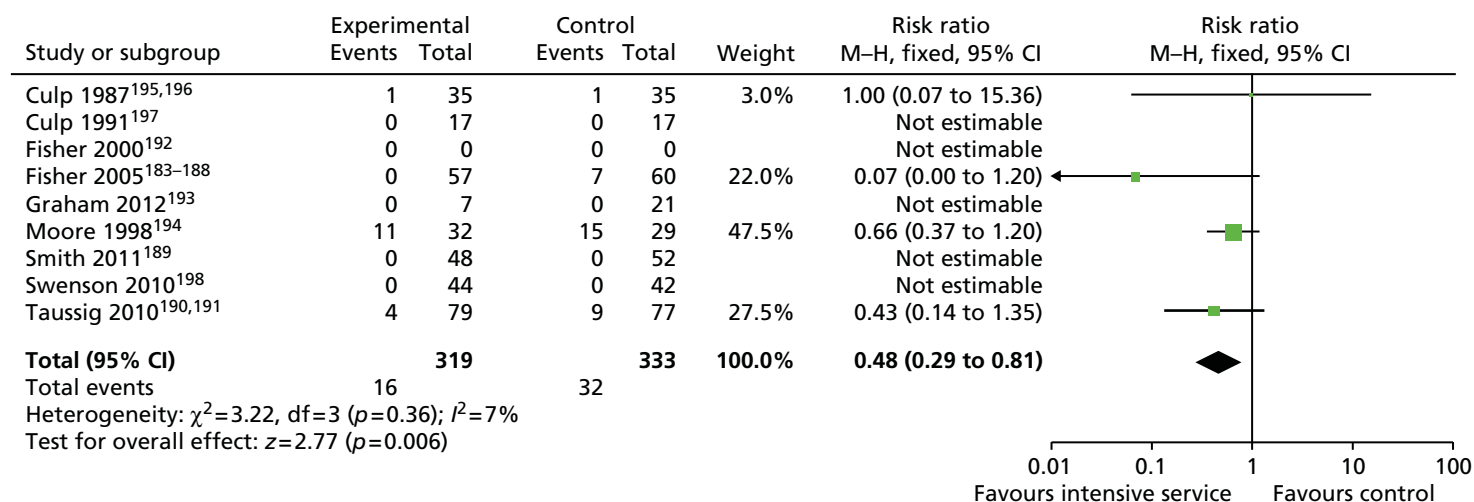 Experimental Control Risk ratio Risk ratio
Study or subgroup Events Total Events Total Weight M–H, fixed, 95% CI M–H, fixed, 95% CI
Culp 1987195,196 1 35 1 35 3.0% 1.00 (0.07 to 15.36)
Culp 1991197 0 17 0 17 Not estimable
Fisher 2000192 0 0 0 0 Not estimable
Fisher 2005183–188 0 57 7 60 22.0% 0.07 (0.00 to 1.20)
Graham 2012193 0 7 0 21 Not estimable
Moore 1998194 11 32 15 29 47.5% 0.66 (0.37 to 1.20)
Smith 2011189 0 48 0 52 Not estimable
Swenson 2010198 0 44 0 42 Not estimable
Taussig 2010190,191 4 79 9 77 27.5% 0.43 (0.14 to 1.35)
Total (95% CI) 319 333 100.0% 0.48 (0.29 to 0.81)
Total events 16 32
Heterogeneity: χ2=3.22, df=3 (p=0.36); I2=7%
Test for overall effect: z=2.77 (p=0.006)
0.01 0.1 1 10 100
Favours intensive service Favours control